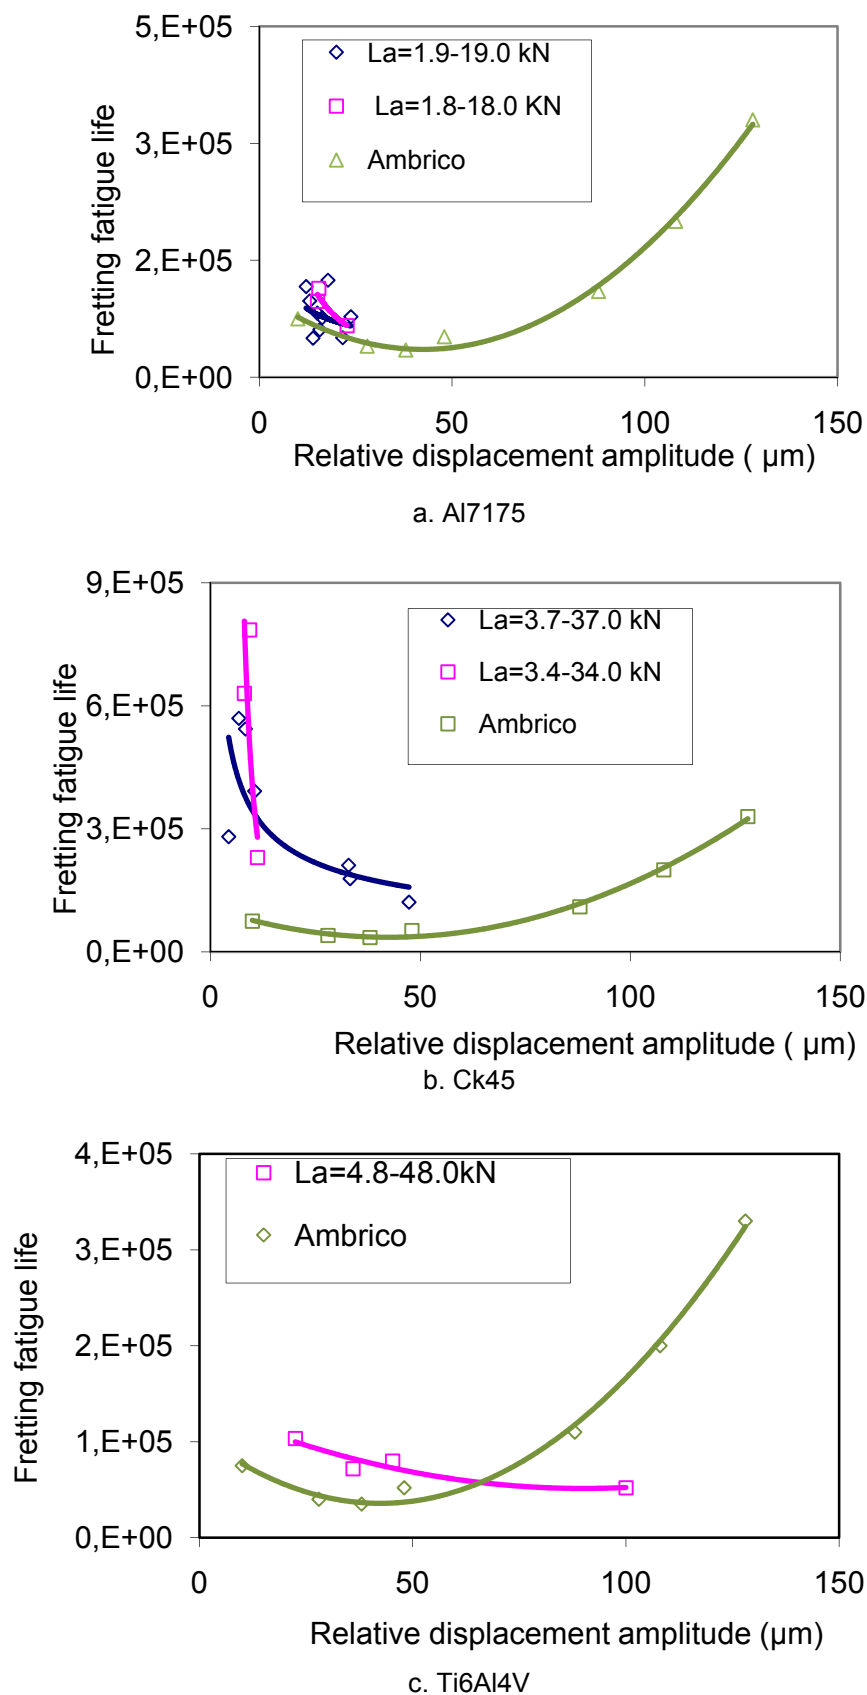 5,E+05
La=1.9-19.0 kN
La=1.8-18.0 KN
3,E+05
Ambrico
2,E+05
0,E+00
Fretting fatigue life
0 50 100 150
Relative displacement amplitude ( µm)
a. Al7175
9,E+05
La=3.7-37.0 kN
La=3.4-34.0 kN
6,E+05
Ambrico
3,E+05
0,E+00
Fretting fatigue life
0 50 100 150
Relative displacement amplitude ( µm)
b. Ck45
4,E+05
La=4.8-48.0kN
Ambrico
3,E+05
2,E+05
1,E+05
0,E+00
Fretting fatigue life
0 50 100 150
Relative displacement amplitude (µm)
c. Ti6Al4V